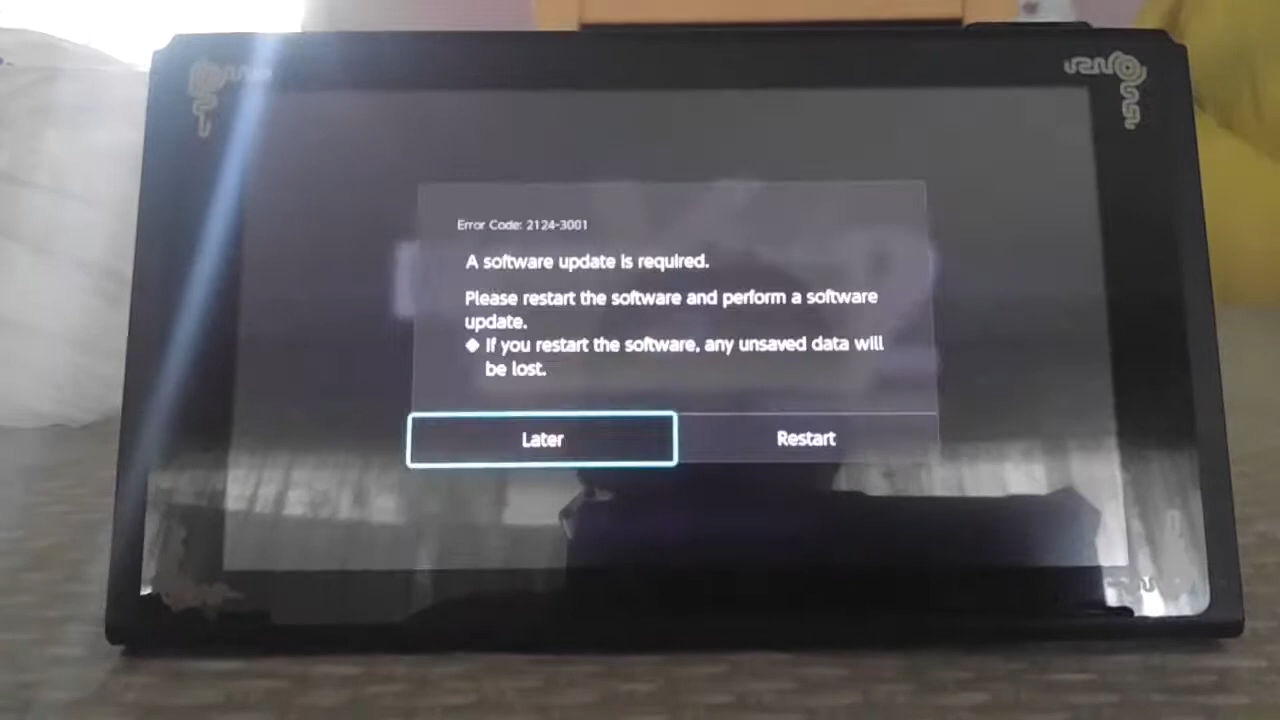 Error Code: 2124-3001
A software update is required.
Please restart the software and perform a software
update.
◆ If you restart the software, any unsaved data will
be lost.
Later
Restart